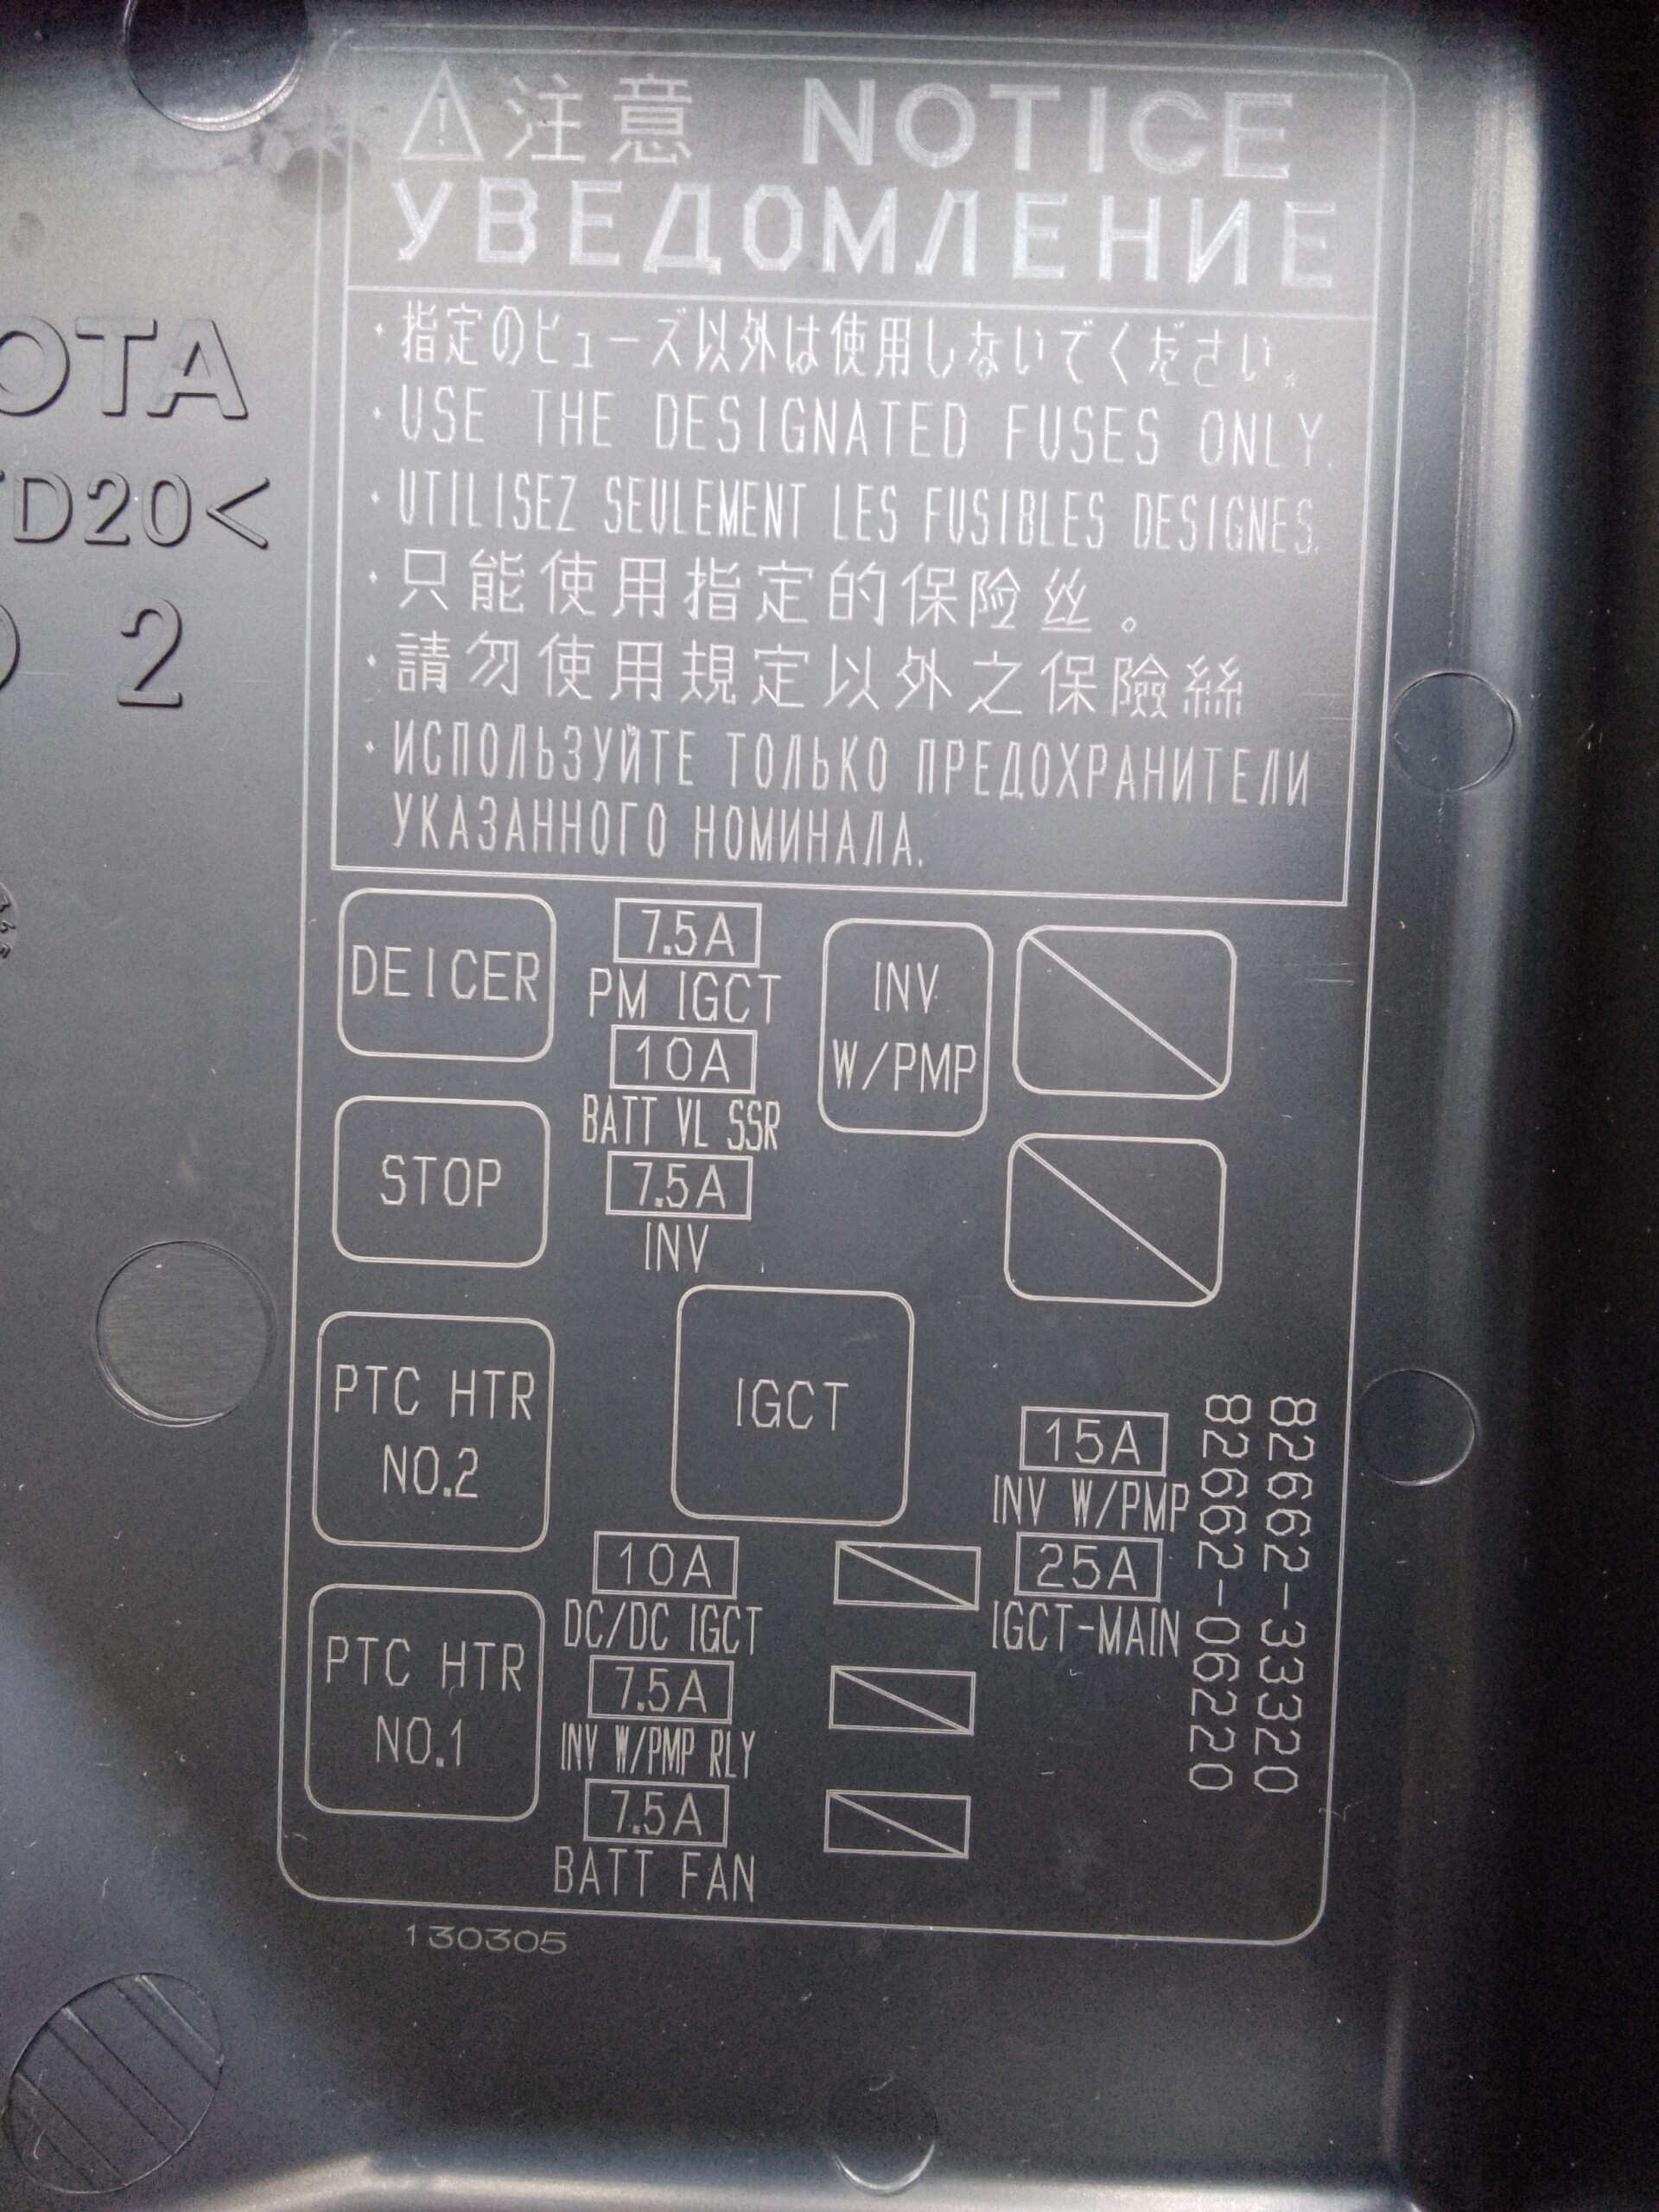 注意 NOTICE
УВЕДОМЛЕНИЕ
・指定のヒューズ以外は使用しないでください。
・USE THE DESIGNATED FUSES ONLY.
・UTILISEZ SEULEMENT LES FUSIBLES DESIGNES.
・只能使用指定的保险丝。
・請勿使用規定以外之保險絲
・ИСПОЛЬЗУЙТЕ ТОЛЬКО ПРЕДОХРАНИТЕЛИ
УКАЗАННОГО НОМИНАЛА.
OTA
TD20<
2
DEICER
STOP
PTC HTR
NO.2
PTC HTR
NO.1
7.5A
PM IGCT
10A
BATT VL SSR
7.5A
INV
INV
W/PMP
IGCT
10A
DC/DC IGCT
7.5A
INV W/PMP RLY
7.5A
BATT FAN
15A
INV W/PMP
25A
IGCT-MAIN
82662-33320
82662-06220
130305